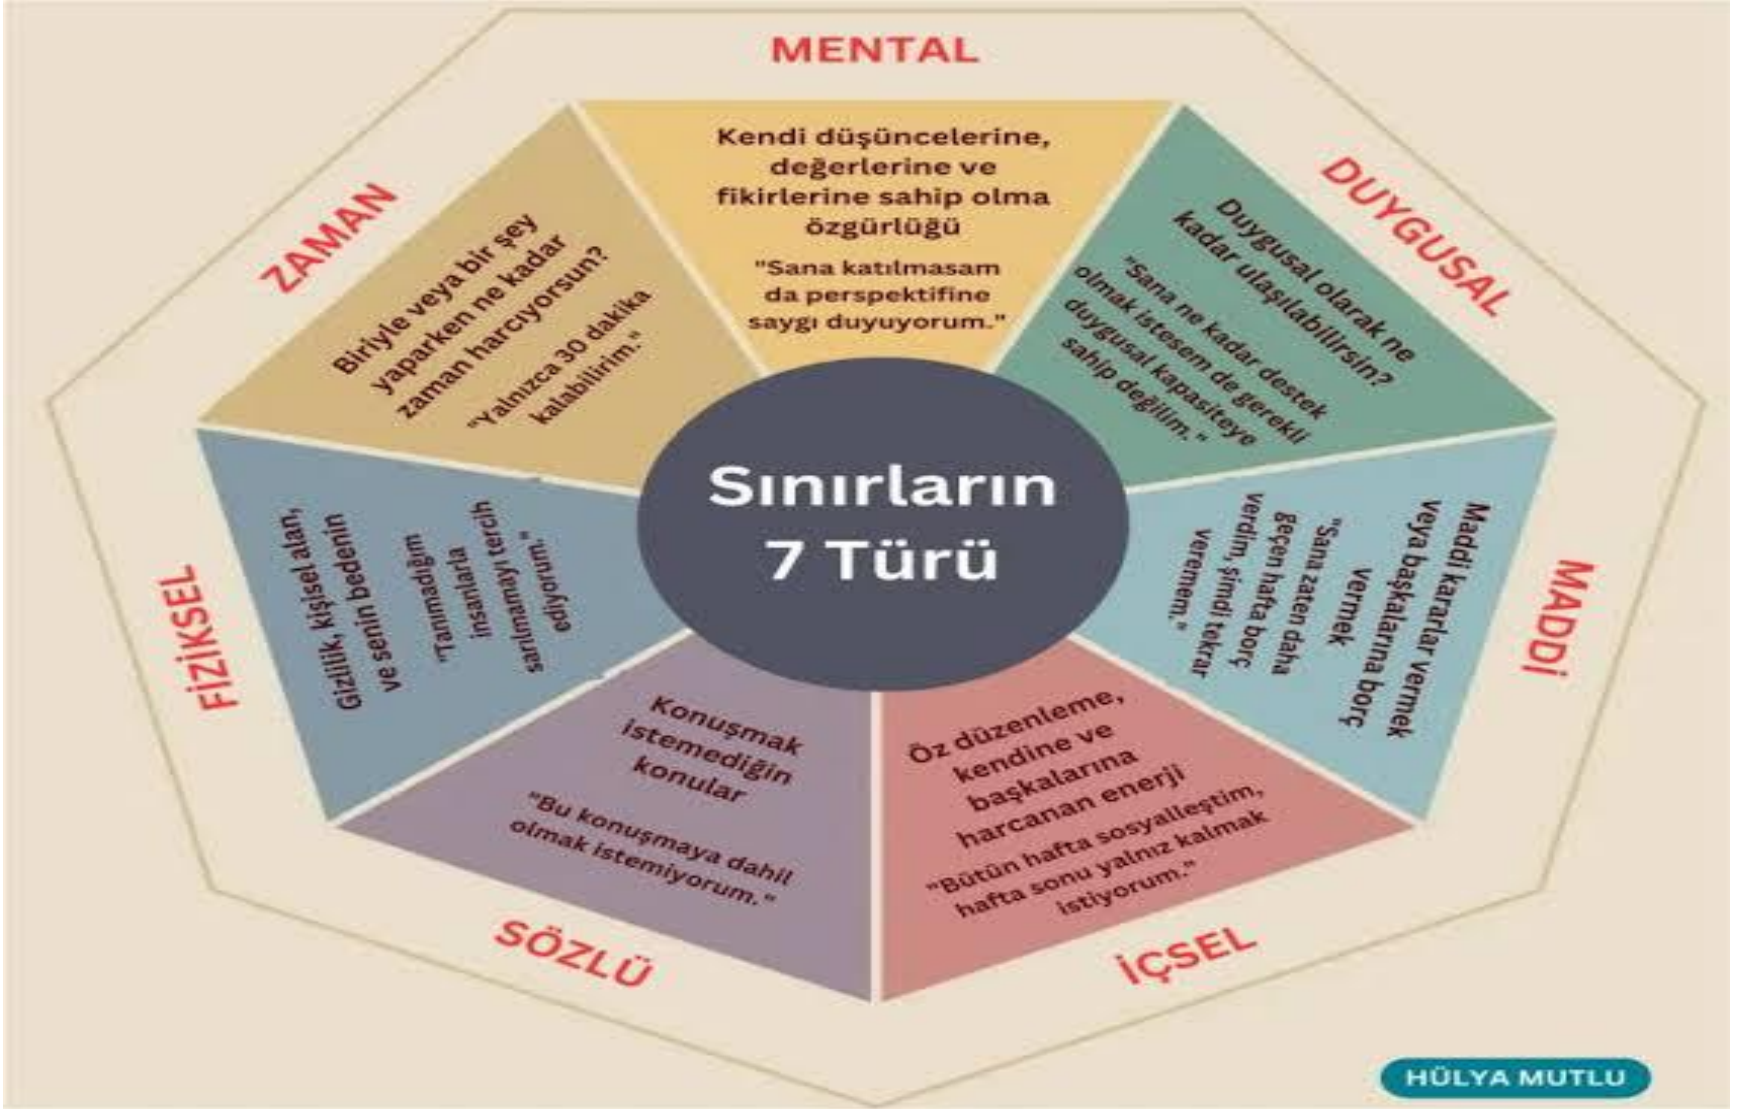 MENTAL
Kendi düşüncelerine,
değerlerine ve
fikirlerine sahip olma
özgürlüğü
"Sana katılmasam
da perspektifine
saygı duyuyorum."
DUYGUSAL
Duygusal olarak ne
kadar ulaşılabilirsin?
"Sana ne kadar destek
olmak istesem de gerekli
duygusal kapasiteye
sahip değilim."
MADDİ
Maddi kararlar vermek
veya başkalarına borç
vermek
"Sana zaten daha
geçen hafta borç
verdim, şimdi tekrar
veremem."
İÇSEL
Öz düzenleme,
kendine ve
başkalarına
harcanan enerji
"Bütün hafta sosyalleştim,
hafta sonu yalnız kalmak
istiyorum."
SÖZLÜ
Konuşmak
istemediğin
konular
"Bu konuşmaya dahil
olmak istemiyorum."
FİZİKSEL
Gizlilik, kişisel alan,
ve senin bedenin
"Tanımadığım
insanlarla
sarılmamayı tercih
ediyorum."
ZAMAN
Biriyle veya bir şey
yaparken ne kadar
zaman harcıyorsun?
"Yalnızca 30 dakika
kalabilirim."
Sınırların
7 Türü
HÜLYA MUTLU